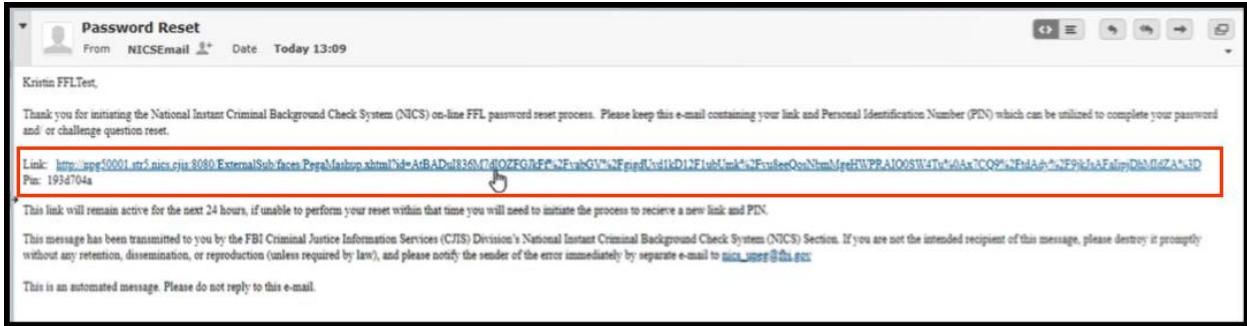 Password Reset
From NICSEmail Date Today 13:09
Kristin FFLTest,
Thank you for initiating the National Instant Criminal Background Check System (NICS) on-line FFL password reset process. Please keep this e-mail containing your link and Personal Identification Number (PIN) which can be utilized to complete your password
and/ or challenge question reset.
Link:
Pin: 193d704a
This link will remain active for the next 24 hours, if unable to perform your reset within that time you will need to initiate the process to recieve a new link and PIN.
This message has been transmitted to you by the FBI Criminal Justice Information Services (CJIS) Division's National Instant Criminal Background Check System (NICS) Section. If you are not the intended recipient of this message, please destroy it promptly
without any retention, dissemination, or reproduction (unless required by law), and please notify the sender of the error immediately by separate e-mail to
This is an automated message. Please do not reply to this e-mail.